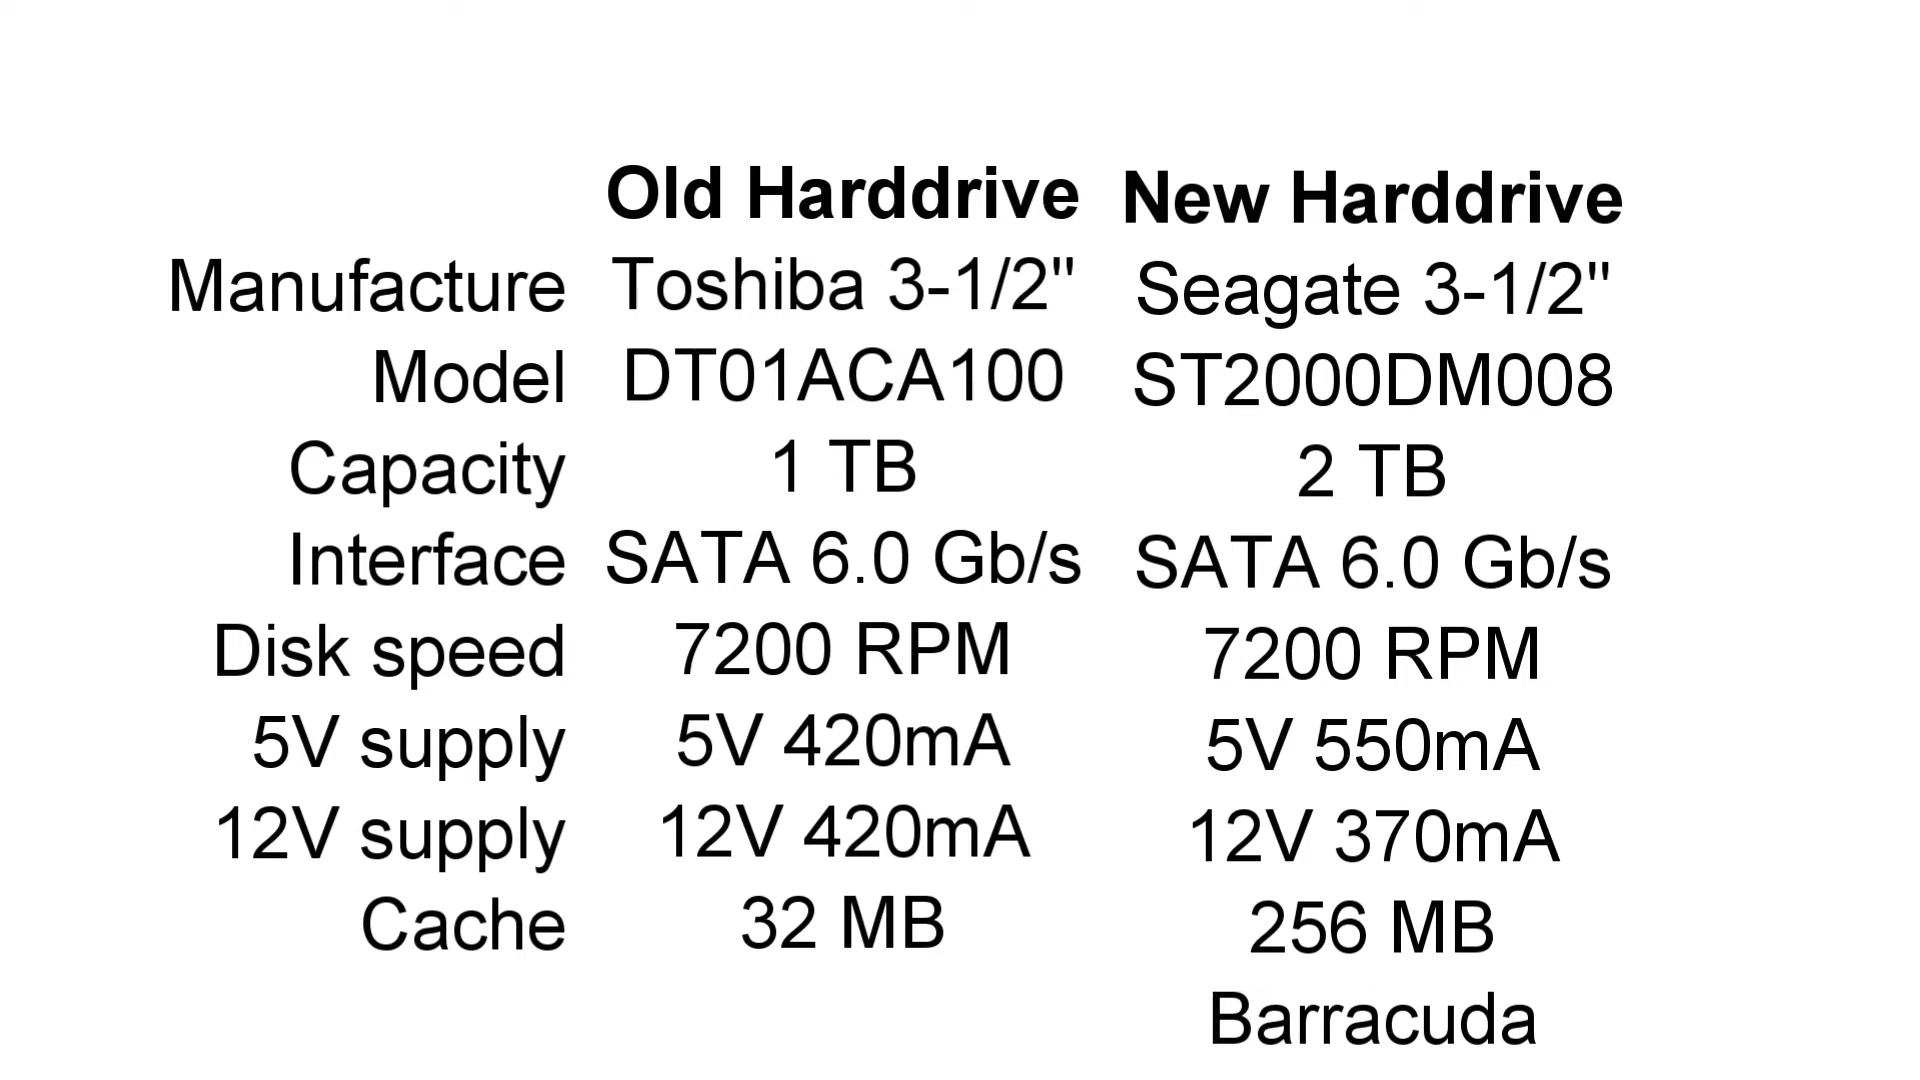 Old Harddrive New Harddrive
Manufacture Toshiba 3-1/2" Seagate 3-1/2"
Model DT01ACA100 ST2000DM008
Capacity 1 TB 2 TB
Interface SATA 6.0 Gb/s SATA 6.0 Gb/s
Disk speed 7200 RPM 7200 RPM
5V supply 5V 420mA 5V 550mA
12V supply 12V 420mA 12V 370mA
Cache 32 MB 256 MB
Barracuda